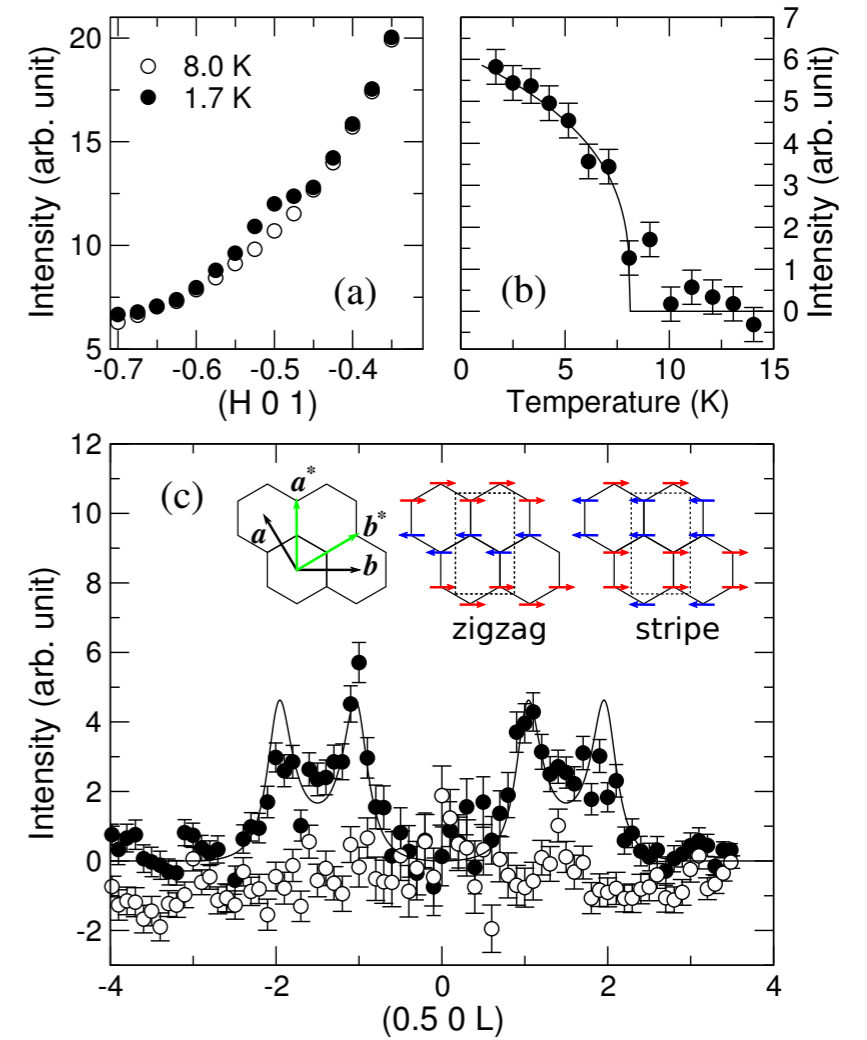 20
15
10
5
Intensity (arb. unit)
8.0 K
1.7 K
(a)
-0.7
-0.6
-0.5
-0.4
(H 0 1)
7
6
5
4
3
2
1
0
Intensity (arb. unit)
(b)
0
5
10
15
Temperature (K)
12
10
8
6
4
2
0
-2
Intensity (arb. unit)
(c)
a*
b*
a
b
zigzag
stripe
-4
-2
0
2
4
(0.5 0 L)